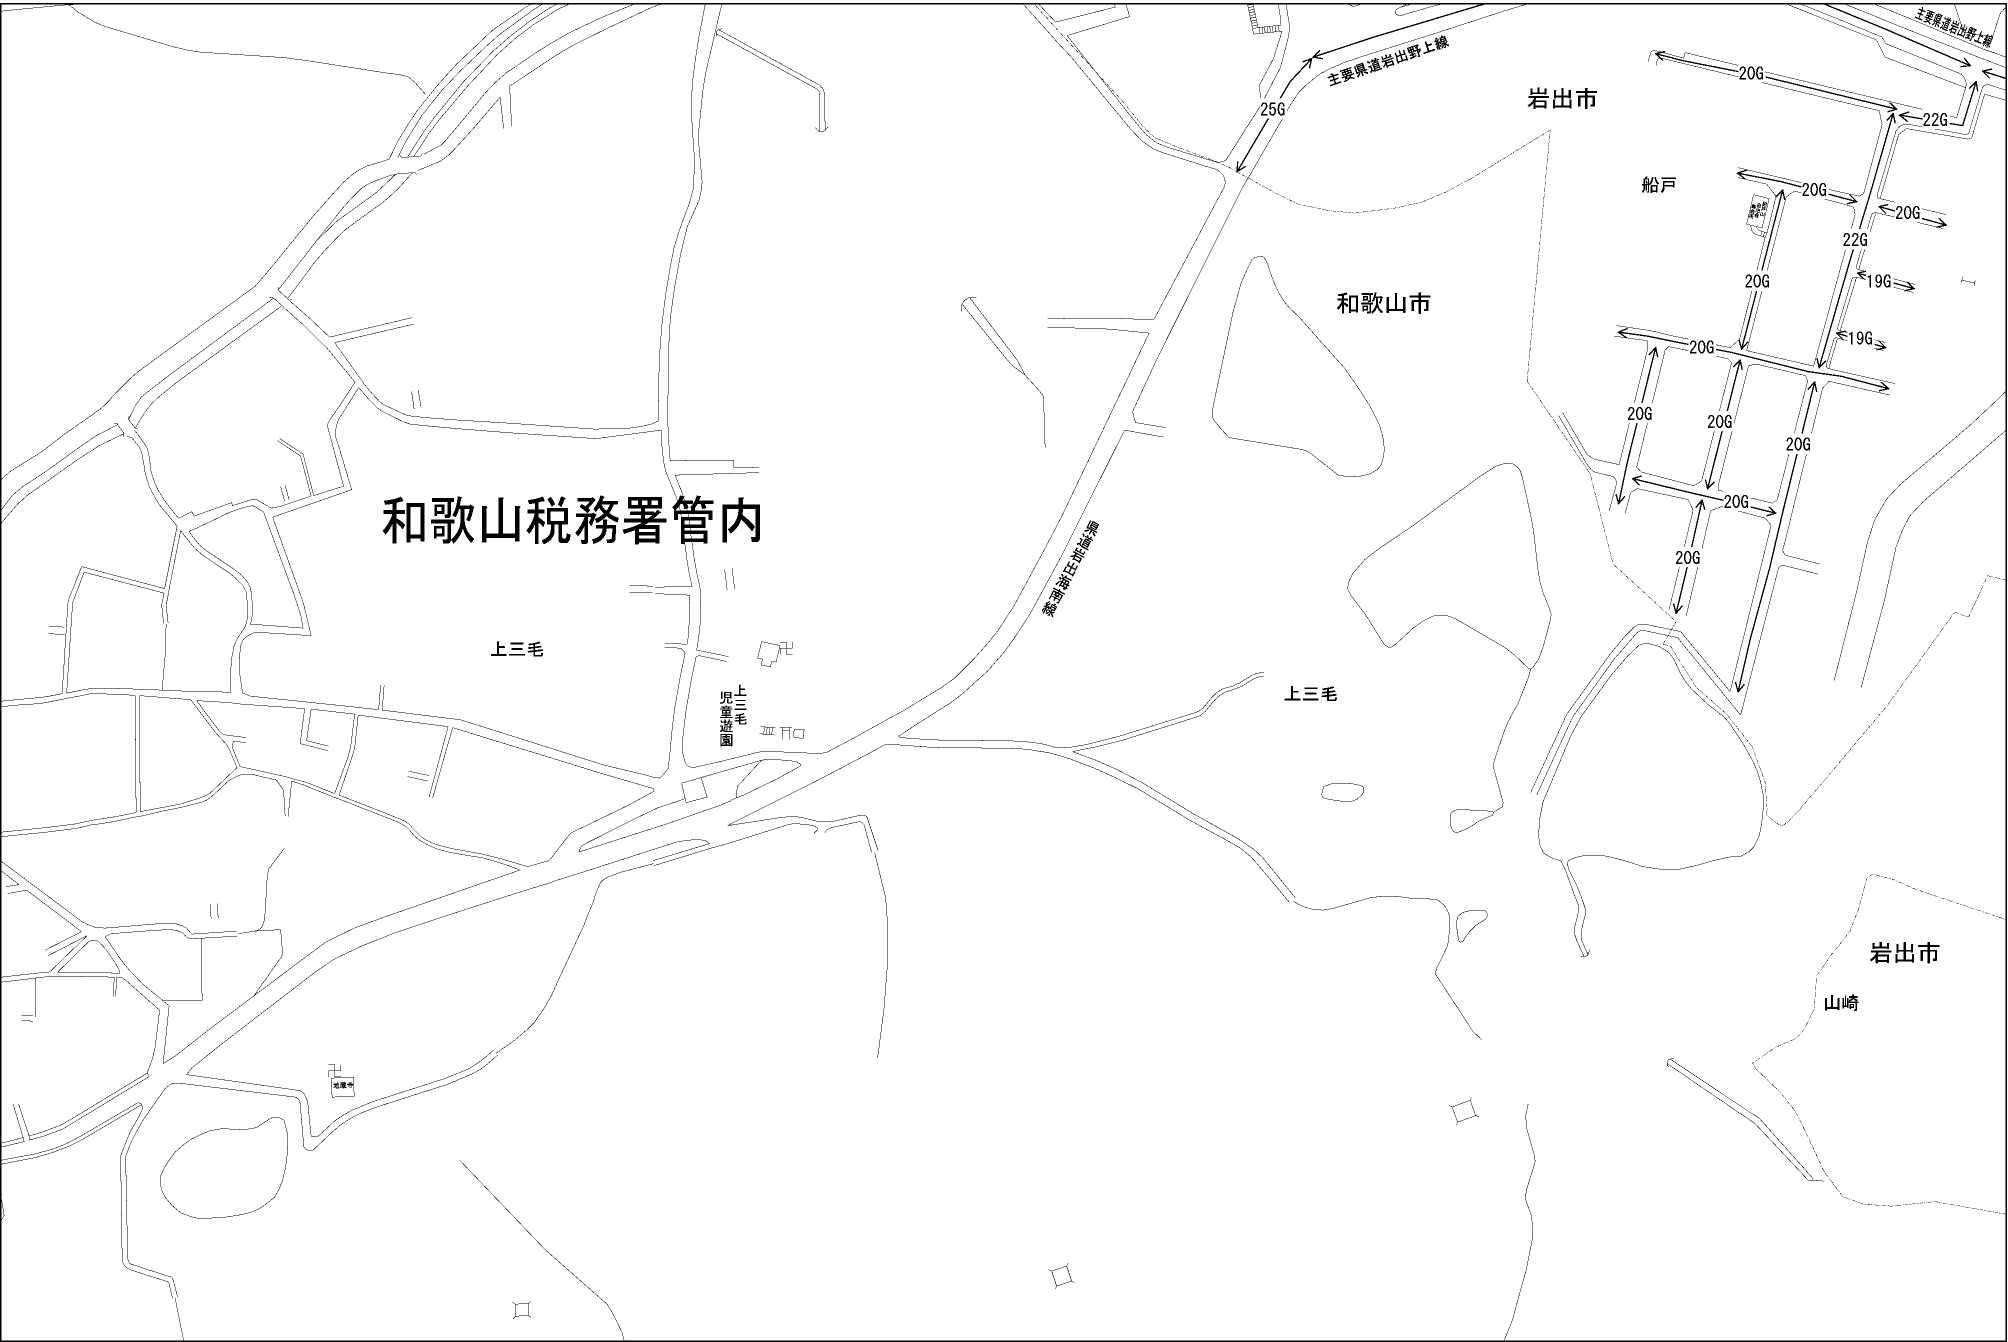 主要県道岩出野上線
主要県道岩出野上線
岩出市
20G
25G
22G
船戸
20G
20G
22G
20G
19G
和歌山市
19G
20G
20G
20G
20G
20G
20G
和歌山税務署管内
県道岩出海南線
上三毛
上三毛
上三毛
児童遊園
岩出市
山崎